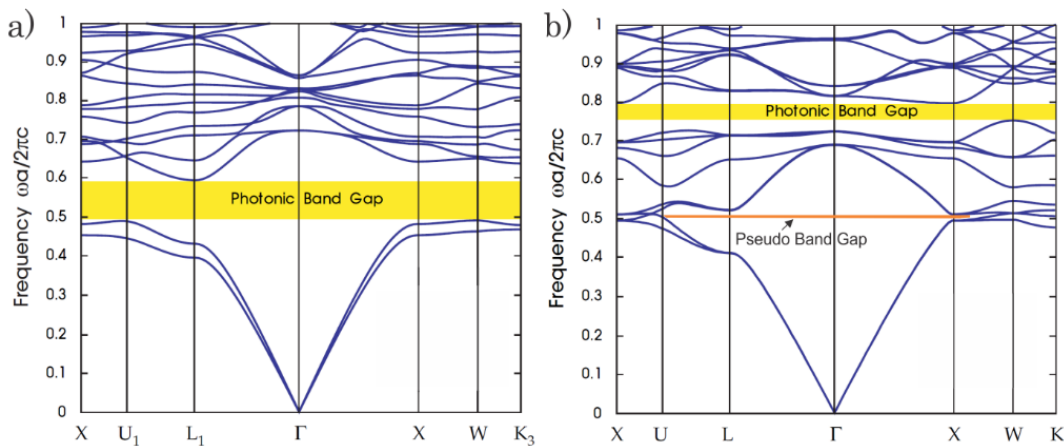 a)
Frequency ωa/2πc
1
0.9
0.8
0.7
0.6
0.5
0.4
0.3
0.2
0.1
0
Photonic Band Gap
X U₁ L₁ Γ X W K₃
b)
Frequency ωa/2πc
1
0.9
0.8
0.7
0.6
0.5
0.4
0.3
0.2
0.1
0
Photonic Band Gap
Pseudo Band Gap
X U L Γ X W K